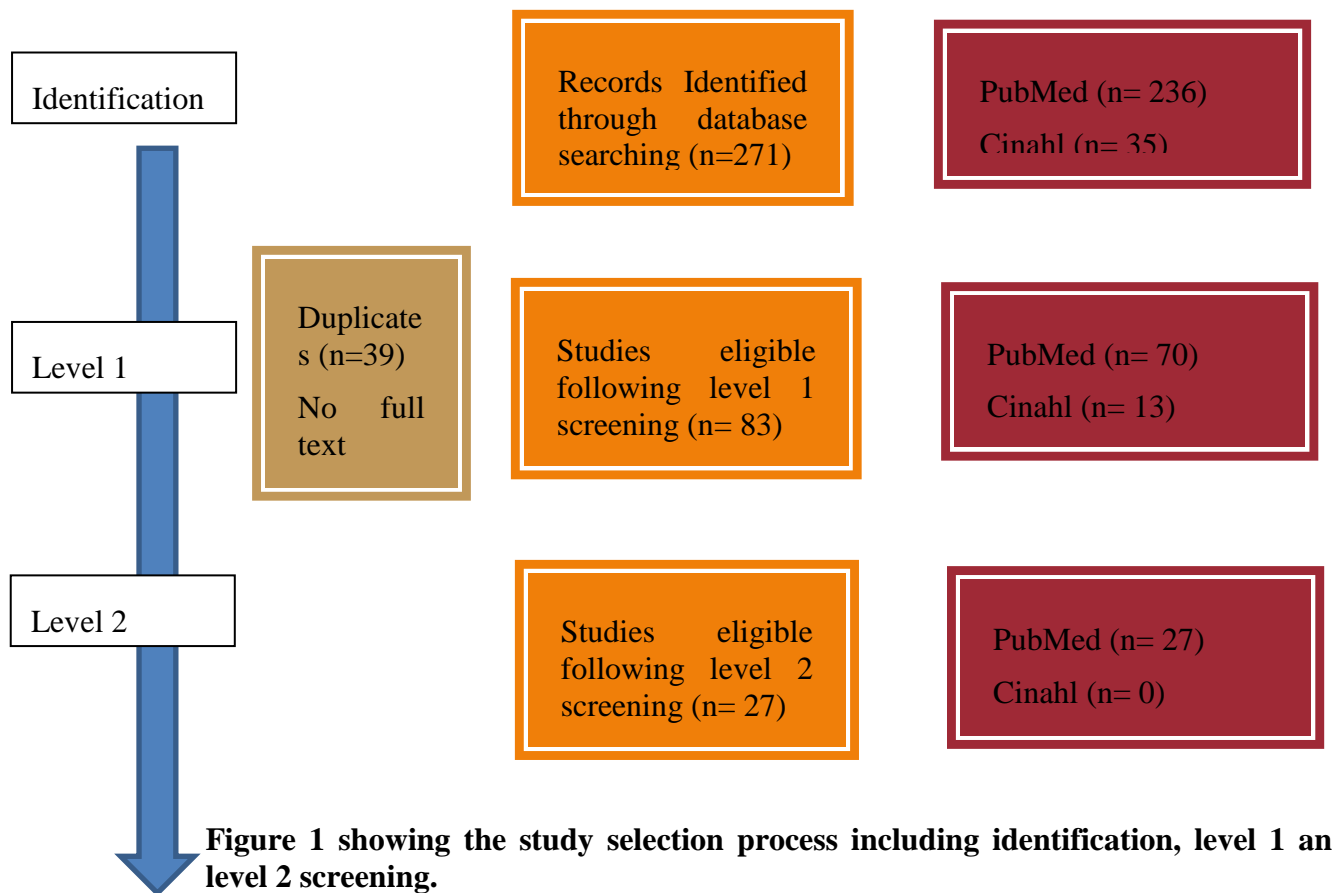 Identification
Records Identified
through database
searching (n=271)
PubMed (n= 236)
Cinahl (n= 35)
Level 1
Duplicate
s (n=39)
No full
text
Studies eligible
following level 1
screening (n= 83)
PubMed (n= 70)
Cinahl (n= 13)
Level 2
Studies eligible
following level 2
screening (n= 27)
PubMed (n= 27)
Cinahl (n= 0)
Figure 1 showing the study selection process including identification, level 1 an
level 2 screening.